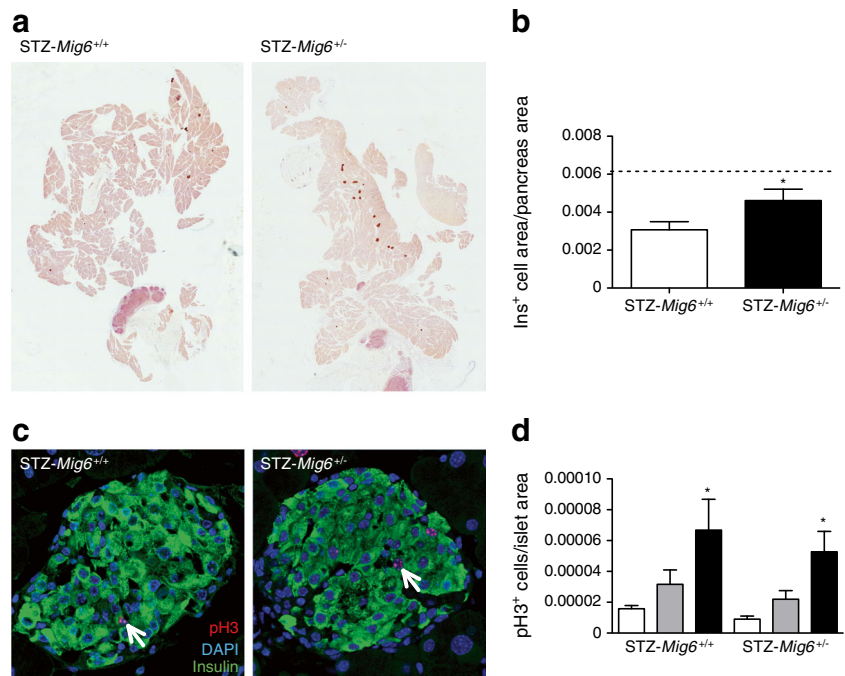 a
STZ-Mig6+/+
STZ-Mig6+/-
b
Ins+ cell area/pancreas area
0.008
0.006
0.004
0.002
0
*
STZ-Mig6+/+
STZ-Mig6+/-
c
STZ-Mig6+/+
STZ-Mig6+/-
pH3
DAPI
Insulin
d
pH3+ cells/islet area
0.00010
0.00008
0.00006
0.00004
0.00002
0
*
*
STZ-Mig6+/+
STZ-Mig6+/-